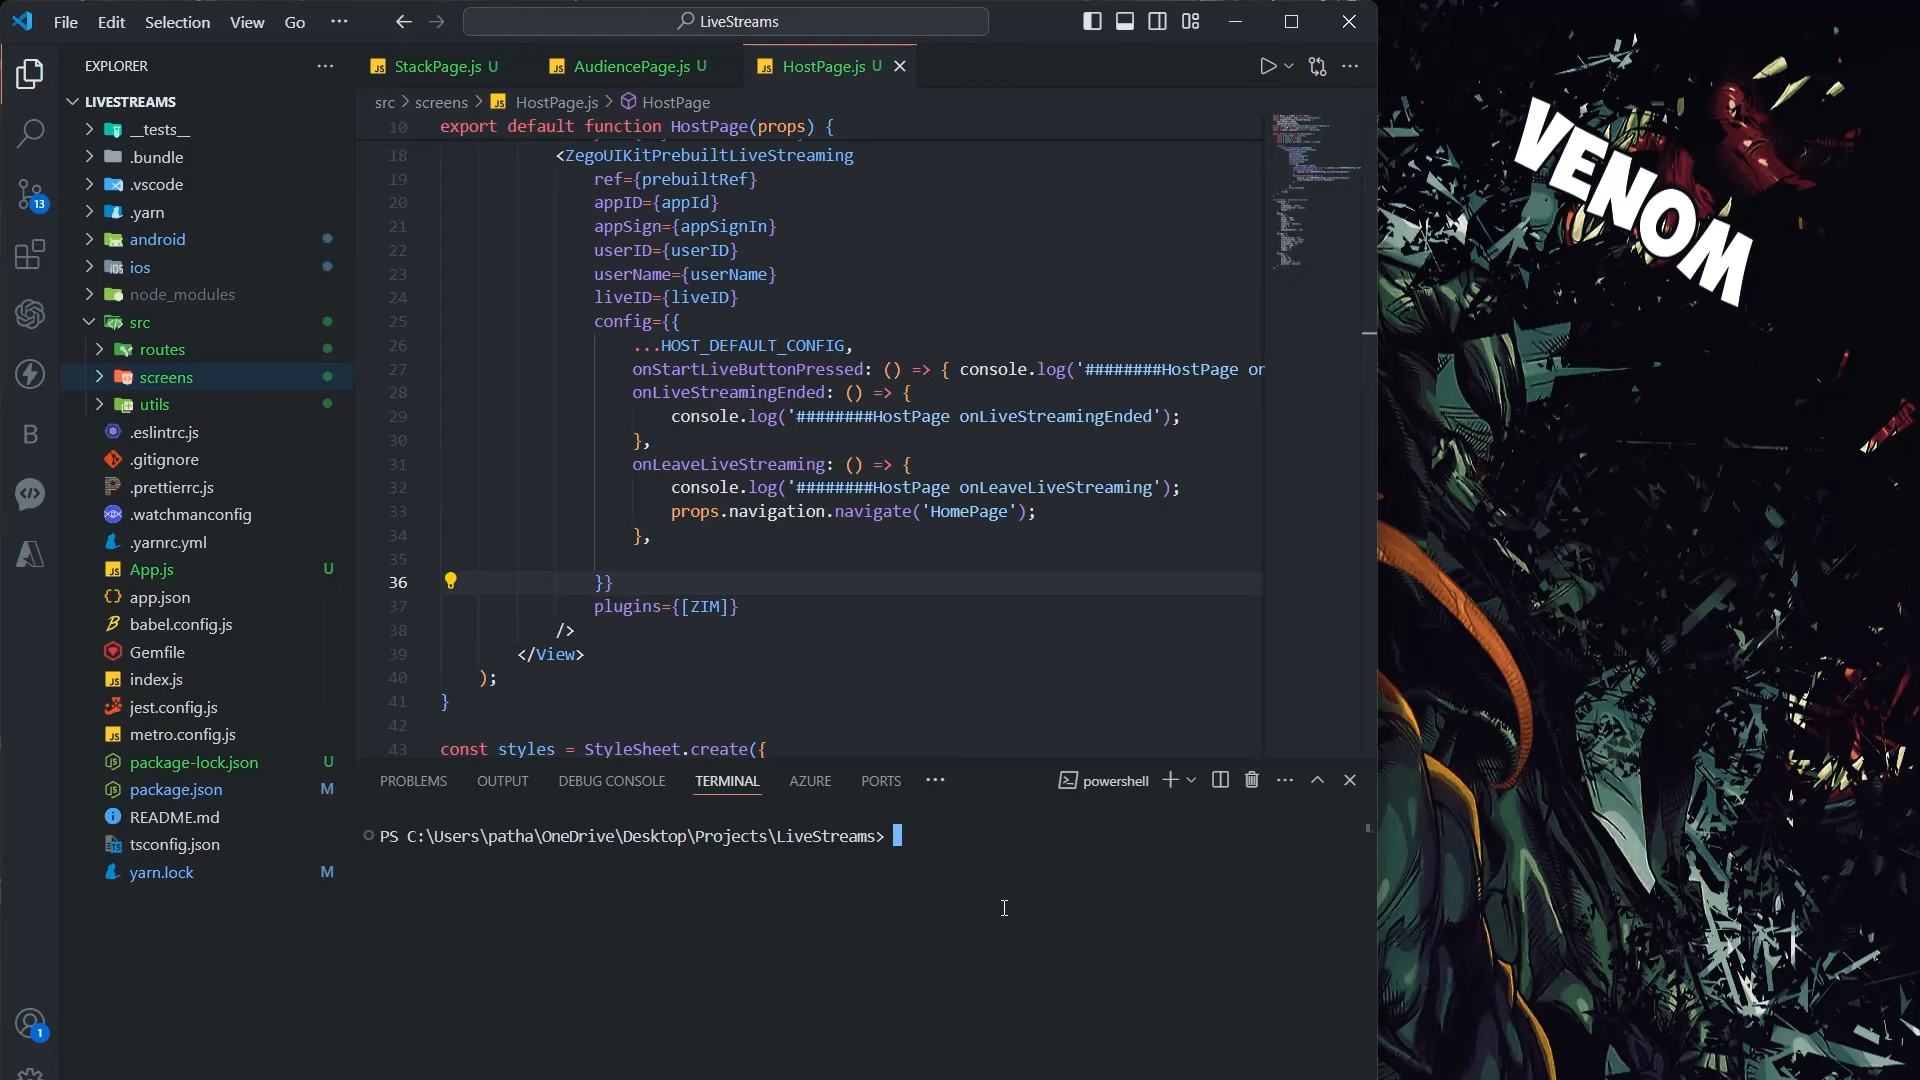 File Edit Selection View Go ···
LiveStreams
EXPLORER ···
LIVESTREAMS
__tests__
.bundle
.vscode
.yarn
android
ios
node_modules
src
routes
screens
utils
.eslintrc.js
.gitignore
.prettierrc.js
.watchmanconfig
.yarnrc.yml
App.js U
app.json
babel.config.js
Gemfile
index.js
jest.config.js
metro.config.js
package-lock.json U
package.json M
README.md
tsconfig.json
yarn.lock M
13
1
StackPage.js U
AudiencePage.js U
HostPage.js U
src > screens > JS HostPage.js > HostPage
10 export default function HostPage(props) {
18 <ZegoUIKitPrebuiltLiveStreaming
19 ref={prebuiltRef}
20 appID={appId}
21 appSign={appSignIn}
22 userID={userID}
23 userName={userName}
24 liveID={liveID}
25 config={{
26 ...HOST_DEFAULT_CONFIG,
27 onStartLiveButtonPressed: () => { console.log('########HostPage or
28 onLiveStreamingEnded: () => {
29 console.log('########HostPage onLiveStreamingEnded');
30 },
31 onLeaveLiveStreaming: () => {
32 console.log('########HostPage onLeaveLiveStreaming');
33 props.navigation.navigate('HomePage');
34 },
35
36 }}
37 plugins={[ZIM]}
38 />
39 </View>
40 );
41 }
42
43 const styles = StyleSheet.create({
PROBLEMS OUTPUT DEBUG CONSOLE TERMINAL AZURE PORTS ···
powershell
PS C:\Users\patha\OneDrive\Desktop\Projects\LiveStreams>
VENOM